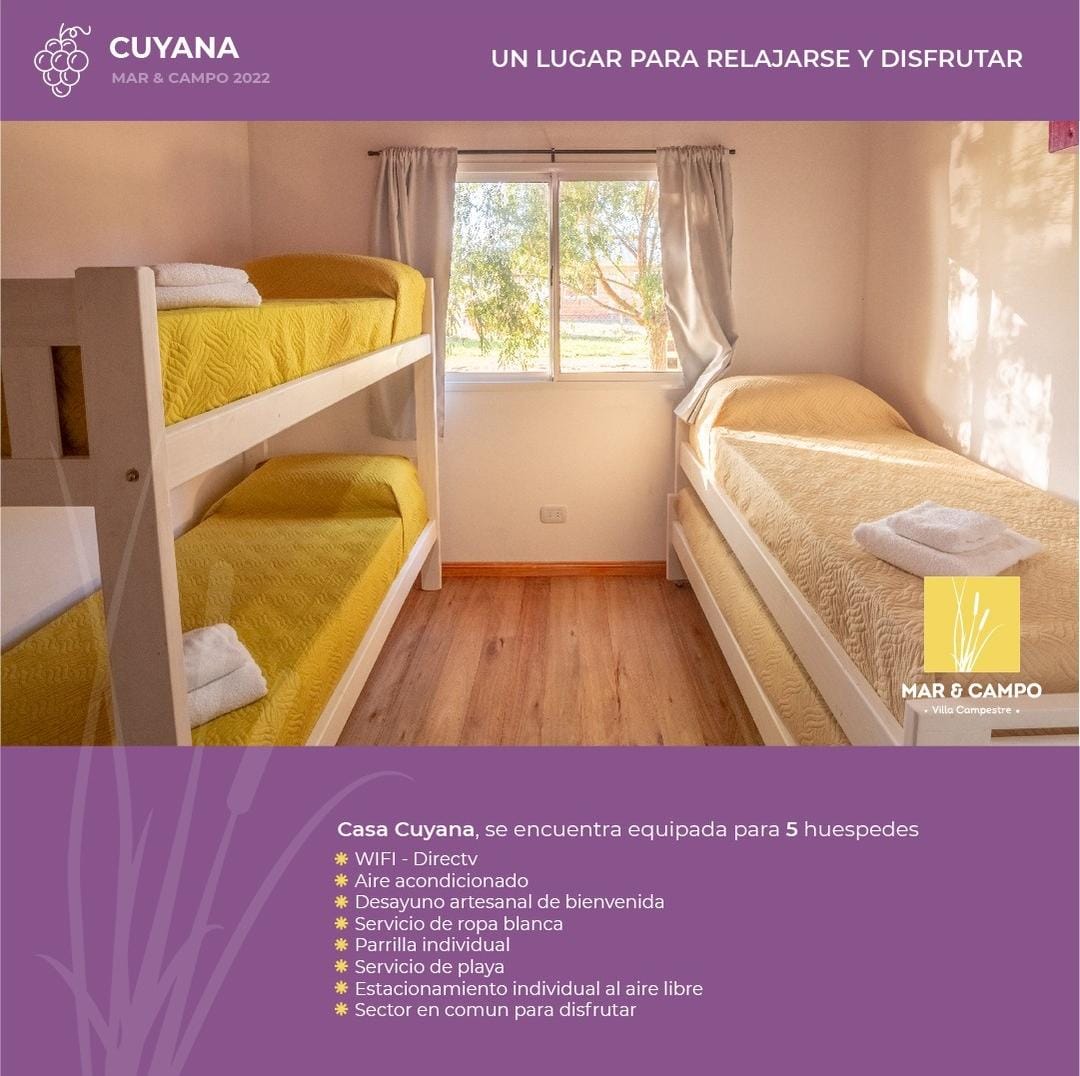 CUYANA
MAR & CAMPO 2022
UN LUGAR PARA RELAJARSE Y DISFRUTAR
MAR & CAMPO
• Villa Campestre •
Casa Cuyana, se encuentra equipada para 5 huespedes
WIFI - Directv
Aire acondicionado
Desayuno artesanal de bienvenida
Servicio de ropa blanca
Parrilla individual
Servicio de playa
Estacionamiento individual al aire libre
Sector en comun para disfrutar